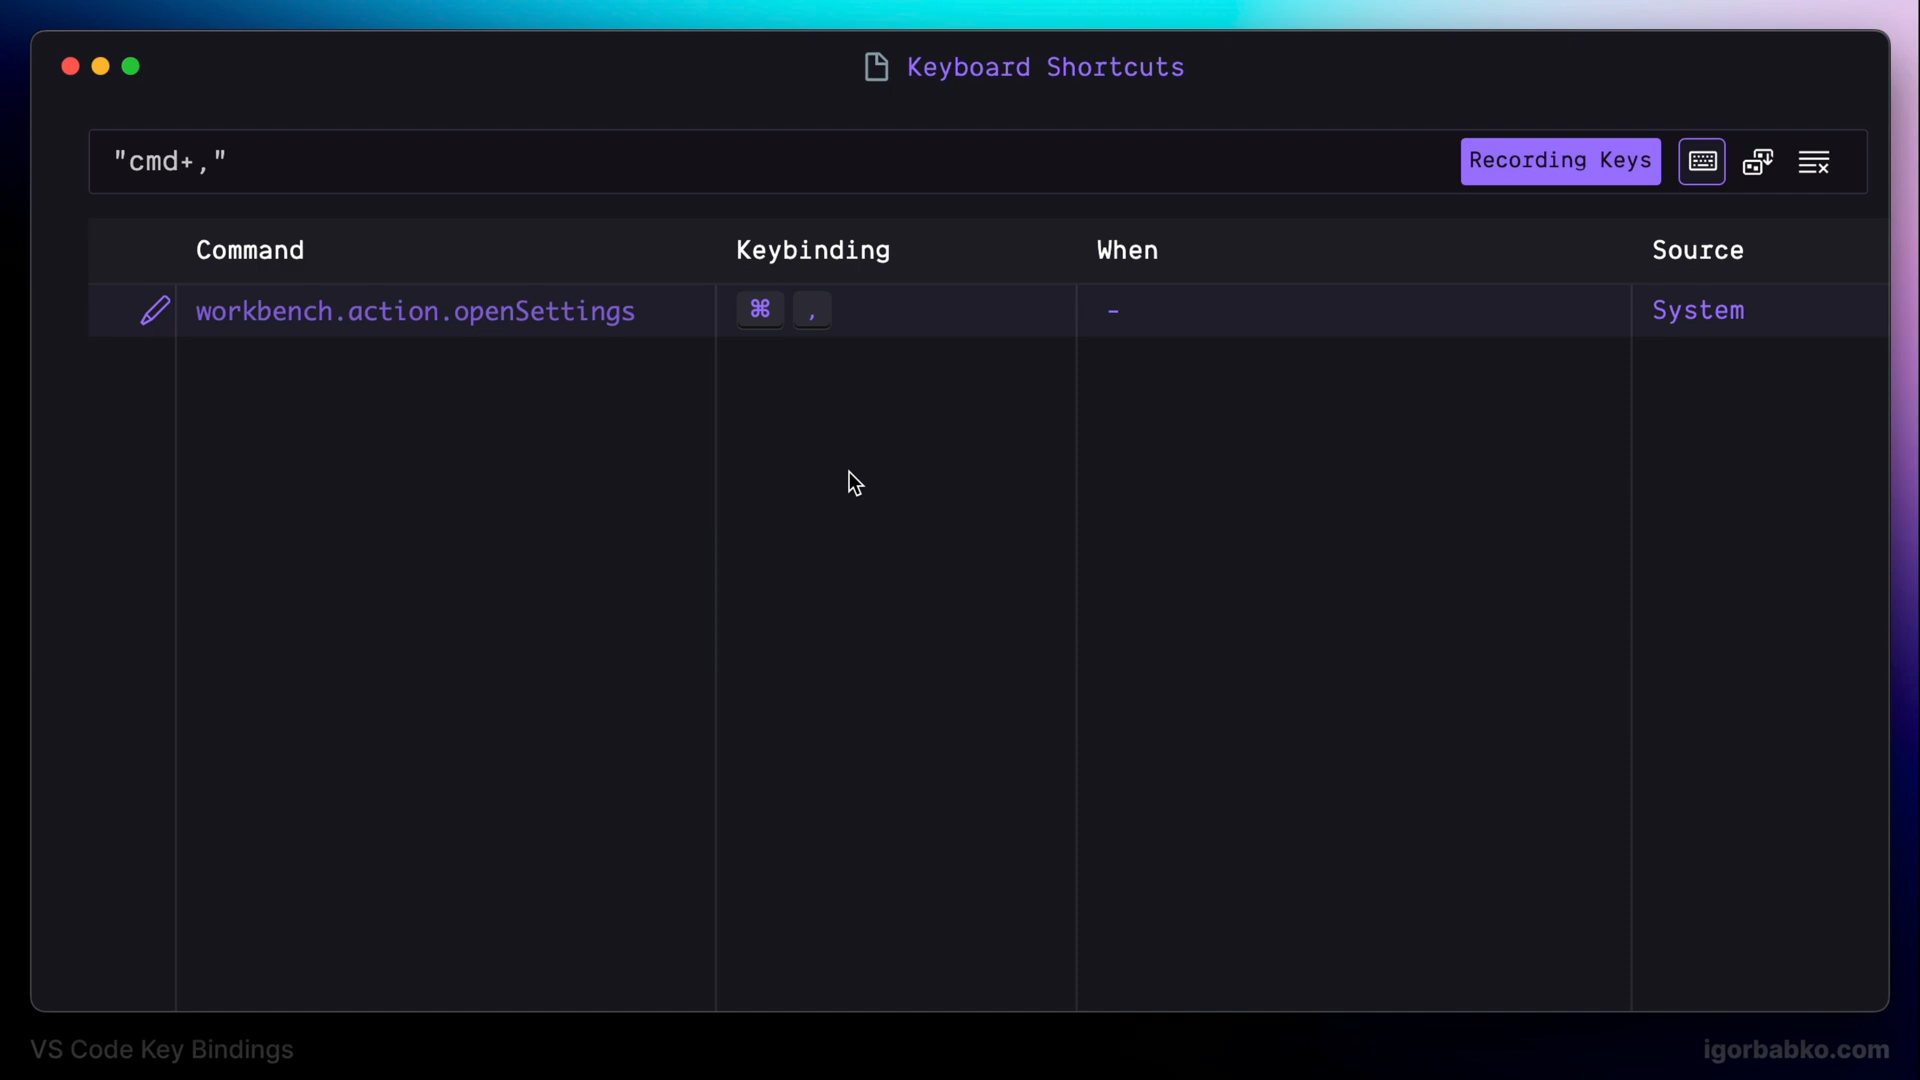 Keyboard Shortcuts
"cmd+,"
Recording Keys
Command Keybinding When Source
workbench.action.openSettings ⌘ , - System
VS Code Key Bindings
igorbabko.com